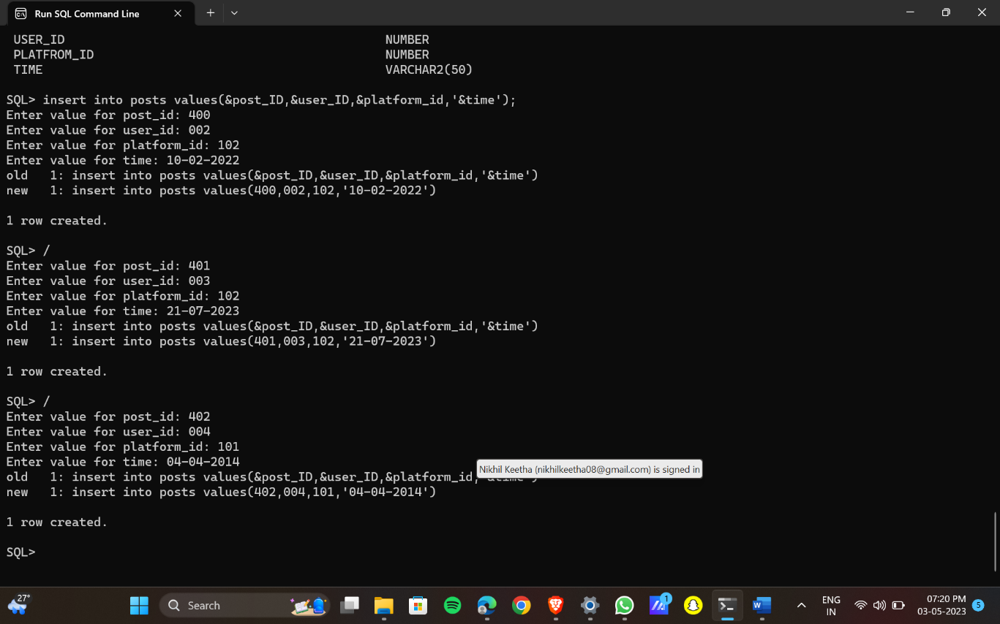 Run SQL Command Line
USER_ID NUMBER
PLATFROM_ID NUMBER
TIME VARCHAR2(50)
SQL> insert into posts values(&post_ID,&user_ID,&platform_id,'&time');
Enter value for post_id: 400
Enter value for user_id: 002
Enter value for platform_id: 102
Enter value for time: 10-02-2022
old 1: insert into posts values(&post_ID,&user_ID,&platform_id,'&time')
new 1: insert into posts values(400,002,102,'10-02-2022')
1 row created.
SQL> /
Enter value for post_id: 401
Enter value for user_id: 003
Enter value for platform_id: 102
Enter value for time: 21-07-2023
old 1: insert into posts values(&post_ID,&user_ID,&platform_id,'&time')
new 1: insert into posts values(401,003,102,'21-07-2023')
1 row created.
SQL> /
Enter value for post_id: 402
Enter value for user_id: 004
Enter value for platform_id: 101
Enter value for time: 04-04-2014
Nikhil Keetha (nikhilkeetha08@gmail.com) is signed in
old 1: insert into posts values(&post_ID,&user_ID,&platform_id,
new 1: insert into posts values(402,004,101,'04-04-2014')
1 row created.
SQL>
27°
Search
1
W
ENG
IN
07:20 PM
03-05-2023
5